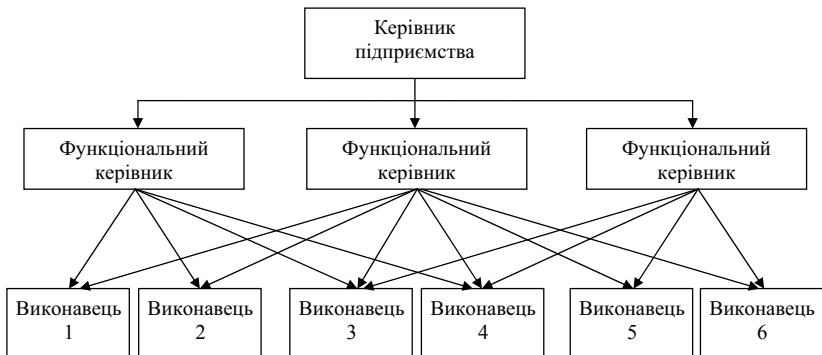 Керівник
підприємства
Функціональний
керівник
Функціональний
керівник
Функціональний
керівник
Виконавець
1
Виконавець
2
Виконавець
3
Виконавець
4
Виконавець
5
Виконавець
6